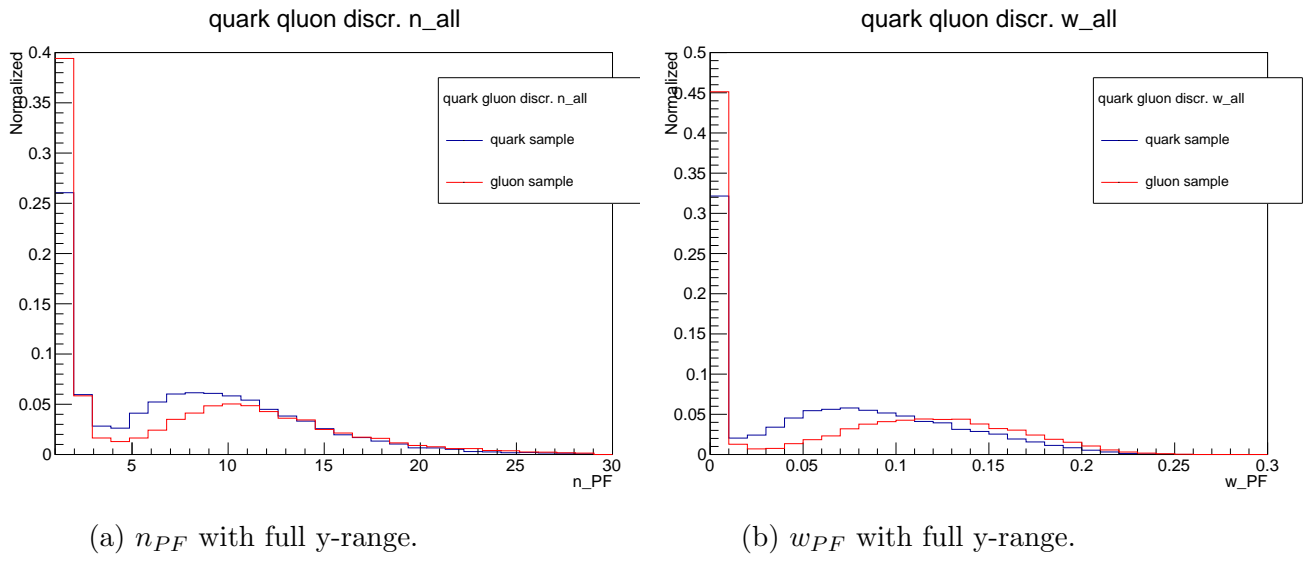 quark qluon discr. n_all
Normalized
0.4
0.35
0.3
0.25
0.2
0.15
0.1
0.05
0
5
10
15
20
25
30
n_PF
quark gluon discr. n_all
quark sample
gluon sample
(a) n_{PF} with full y-range.
quark qluon discr. w_all
Normalized
0.5
0.45
0.4
0.35
0.3
0.25
0.2
0.15
0.1
0.05
0
0
0.05
0.1
0.15
0.2
0.25
0.3
w_PF
quark gluon discr. w_all
quark sample
gluon sample
(b) w_{PF} with full y-range.